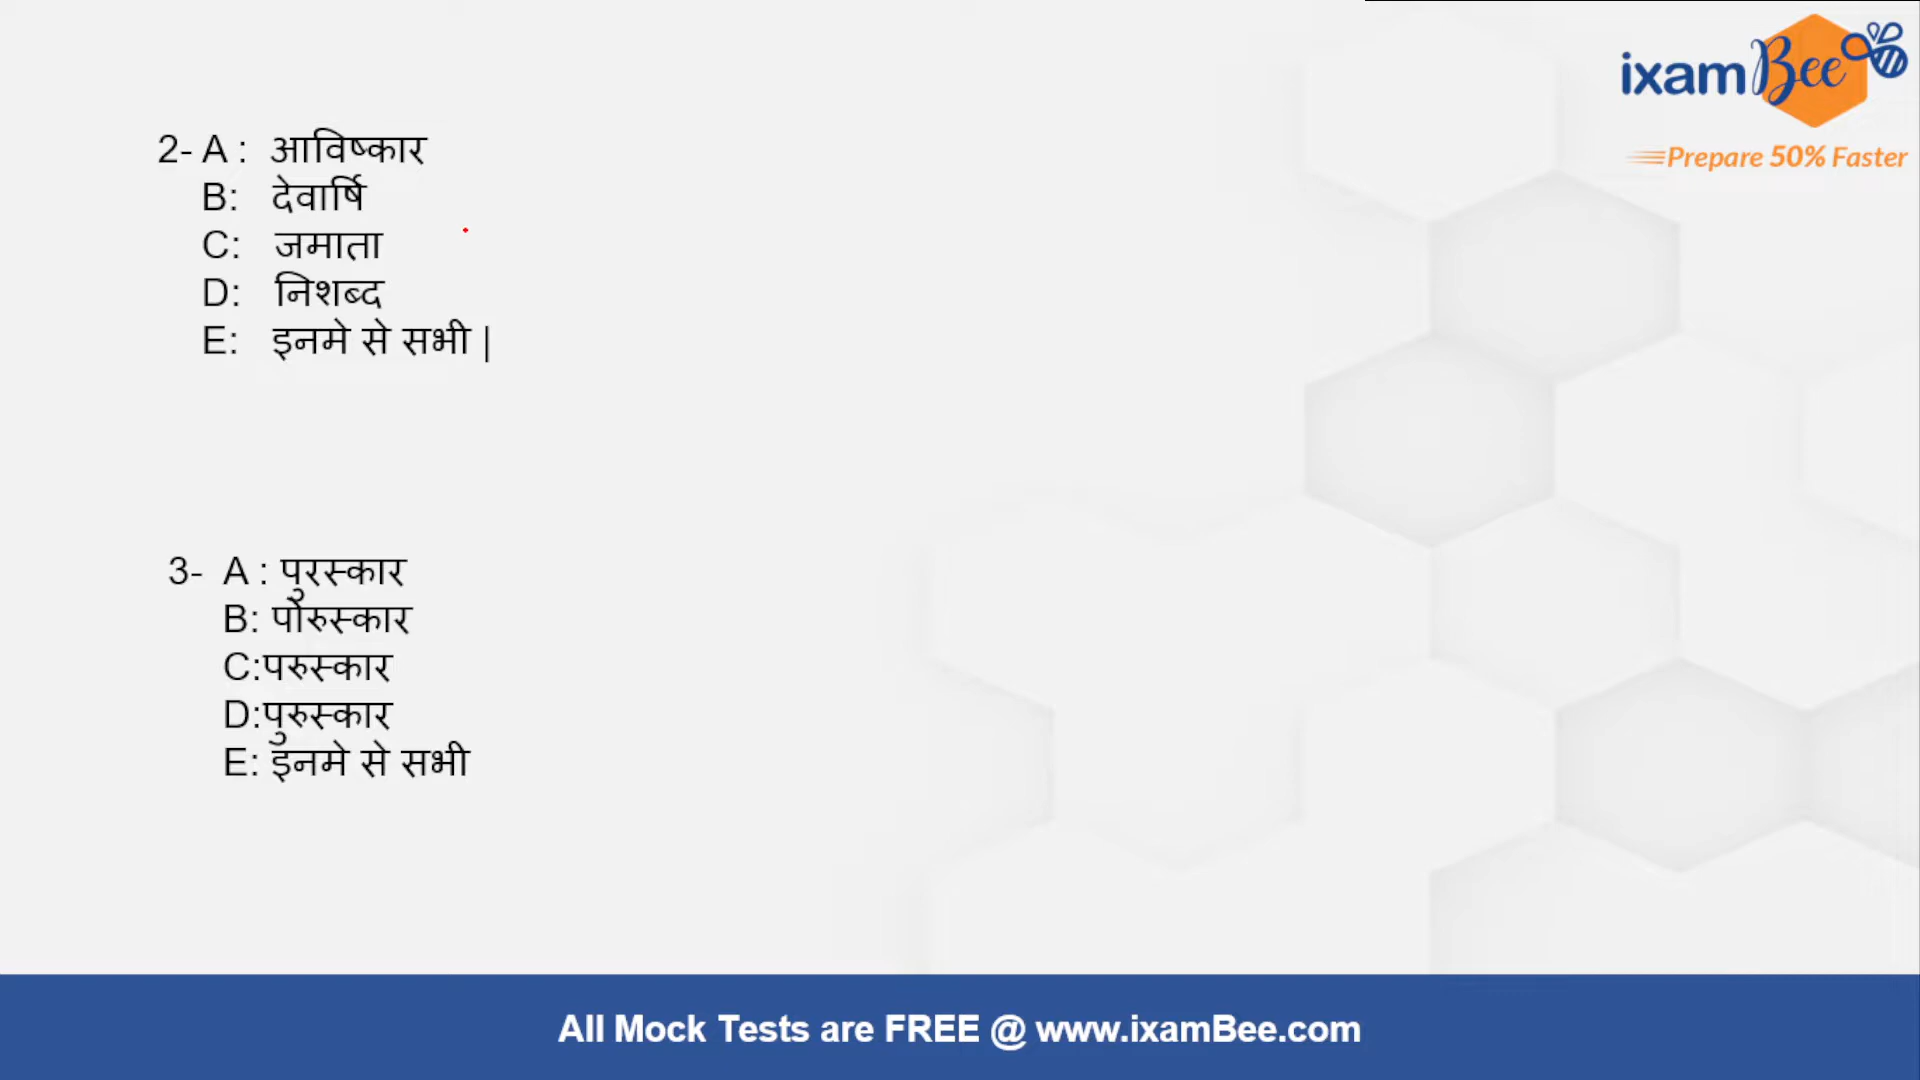 ixamBee
Prepare 50% Faster
2- A : आविष्कार
B: देवार्षि
C: जमाता
D: निशब्द
E: इनमे से सभी |
3- A : पुरस्कार
B: पोरुस्कार
C:परुस्कार
D:पुरुस्कार
E: इनमे से सभी
All Mock Tests are FREE @ www.ixamBee.com